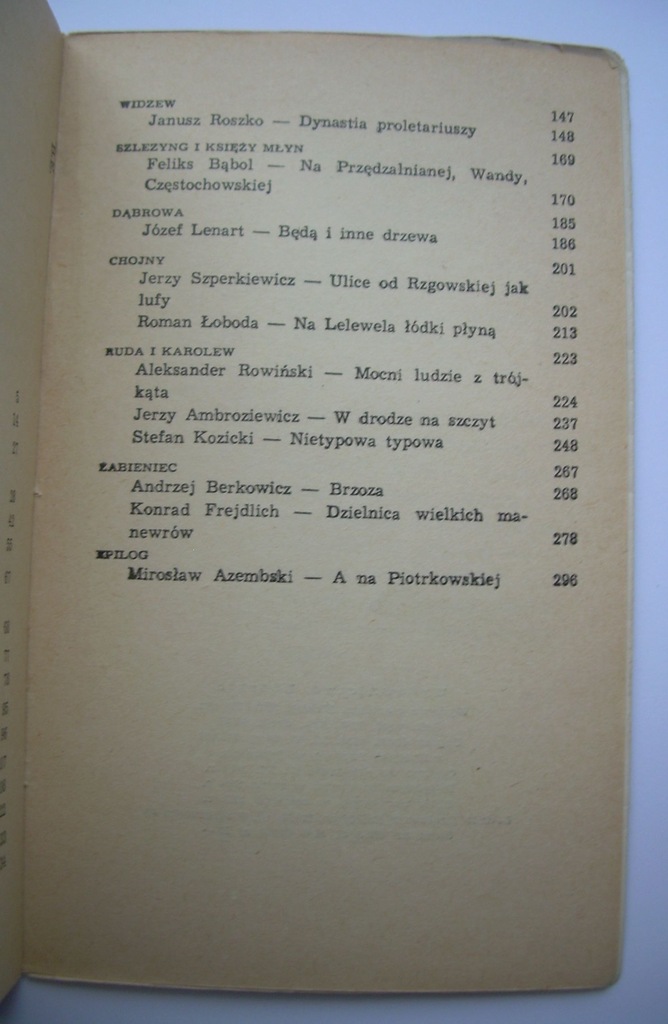 WIDZEW 147
Janusz Roszko — Dynastia proletariuszy 148
SZLEZYNG I KSIĘŻY MŁYN 169
Feliks Bąbol — Na Przędzalnianej, Wandy,
Częstochowskiej 170
DĄBROWA 185
Józef Lenart — Będą i inne drzewa 186
CHOJNY 201
Jerzy Szperkiewicz — Ulice od Rzgowskiej jak
lufy 202
Roman Łoboda — Na Lelewela łódki płyną 213
RUDA I KAROLEW 223
Aleksander Rowiński — Mocni ludzie z trój-
kąta 224
Jerzy Ambroziewicz — W drodze na szczyt 237
Stefan Kozicki — Nietypowa typowa 248
ŻABIENIEC 267
Andrzej Berkowicz — Brzoza 268
Konrad Frejdlich — Dzielnica wielkich ma-
newrów 278
EPILOG
Mirosław Azembski — A na Piotrkowskiej 296